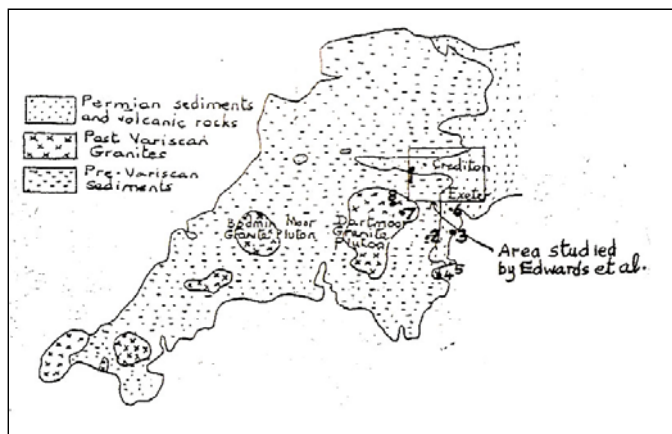 Permian sediments
and volcanic rocks
Post Variscan
Granites
Pre-Variscan
Sediments
Crediton
1
Exeter
8
7
6
Bodmin Moor
Granite Pluton
Dartmoor
Granite
Pluton
2
3
5
4
Area studied
by Edwards et al.